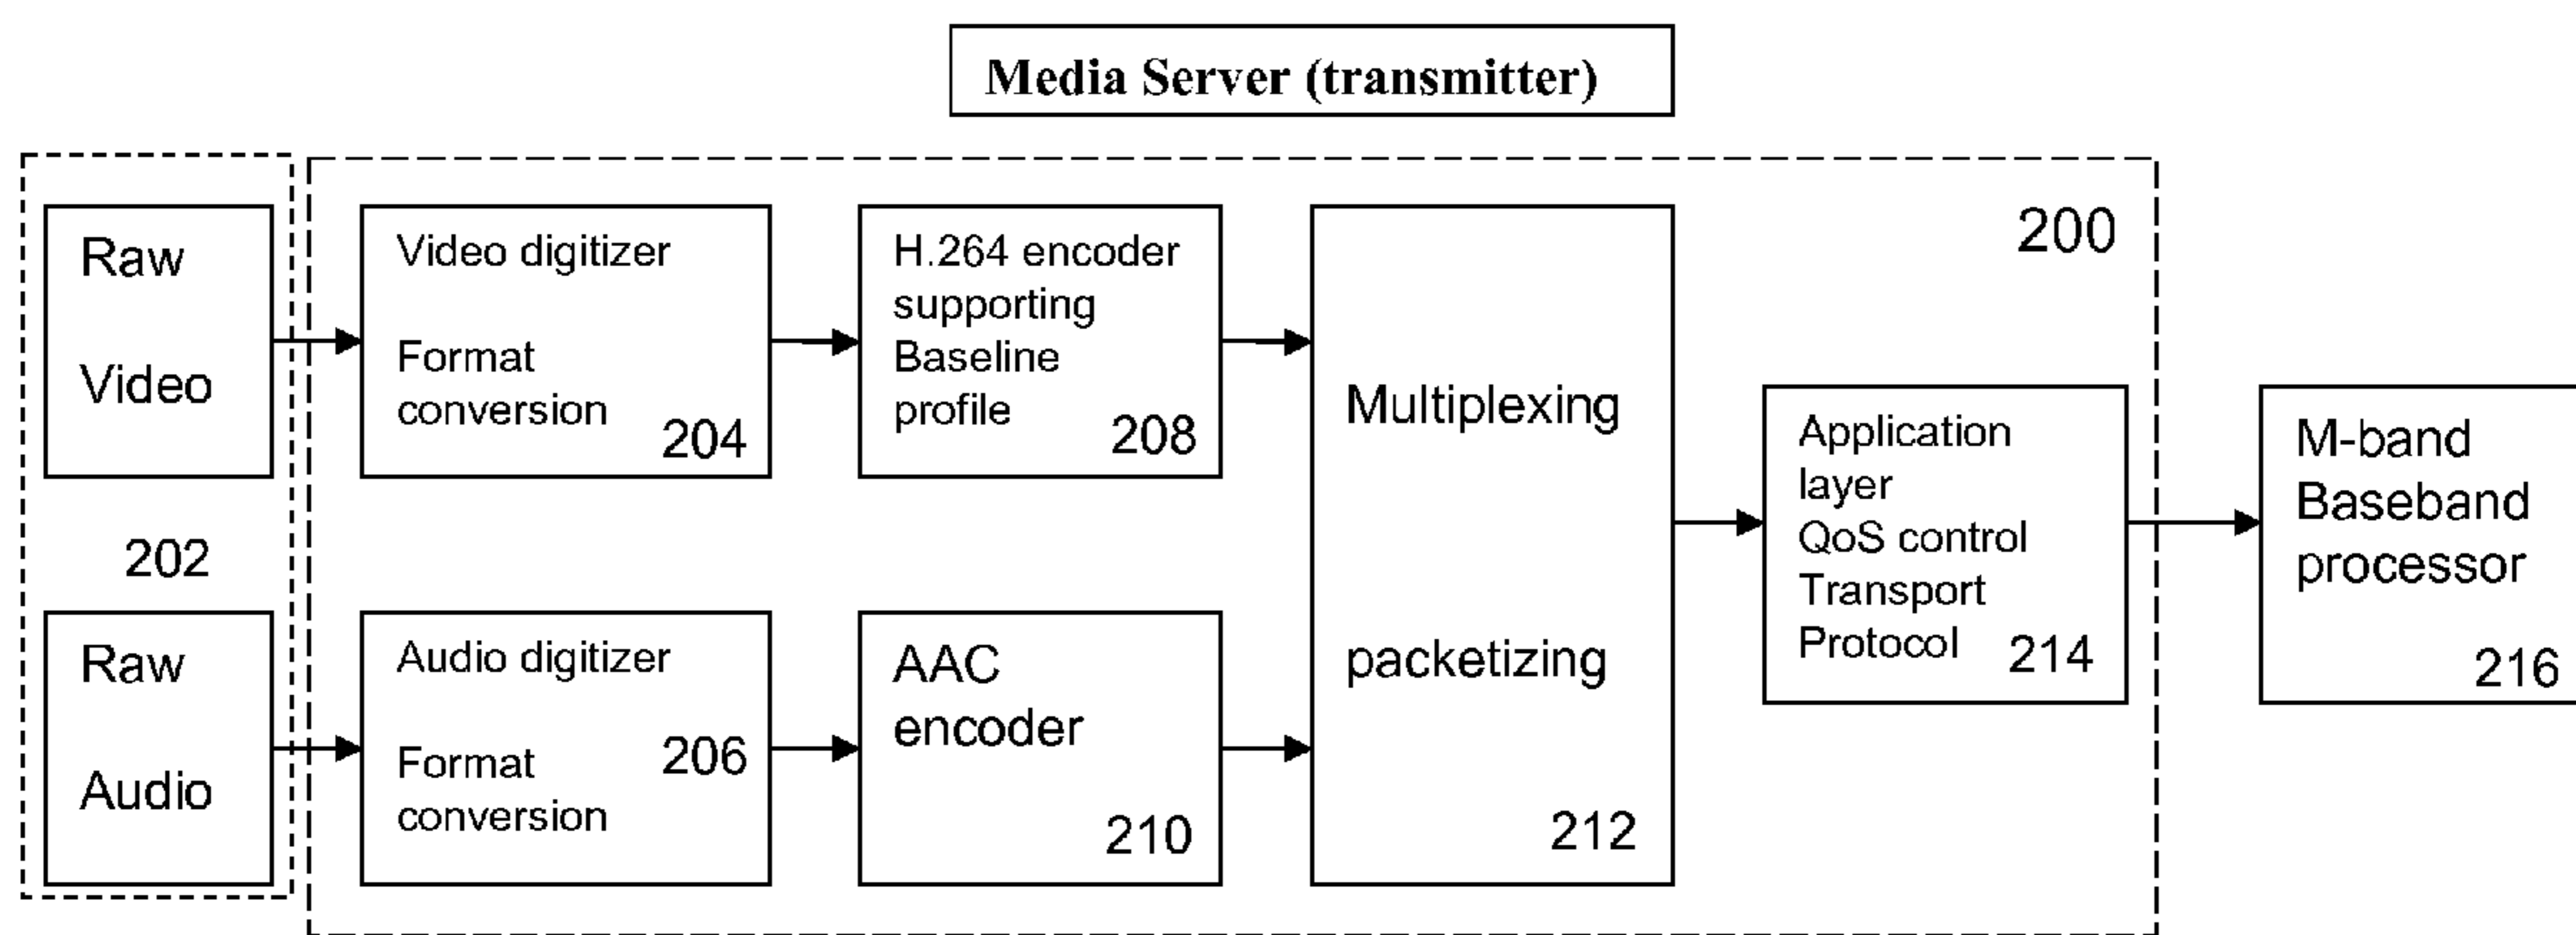 Media Server (transmitter)
Raw
Video
202
Raw
Audio
Video digitizer
Format
conversion
204
Audio digitizer
Format
conversion
206
H.264 encoder
supporting
Baseline
profile
208
AAC
encoder
210
Multiplexing
packetizing
212
200
Application
layer
QoS control
Transport
Protocol
214
M-band
Baseband
processor
216